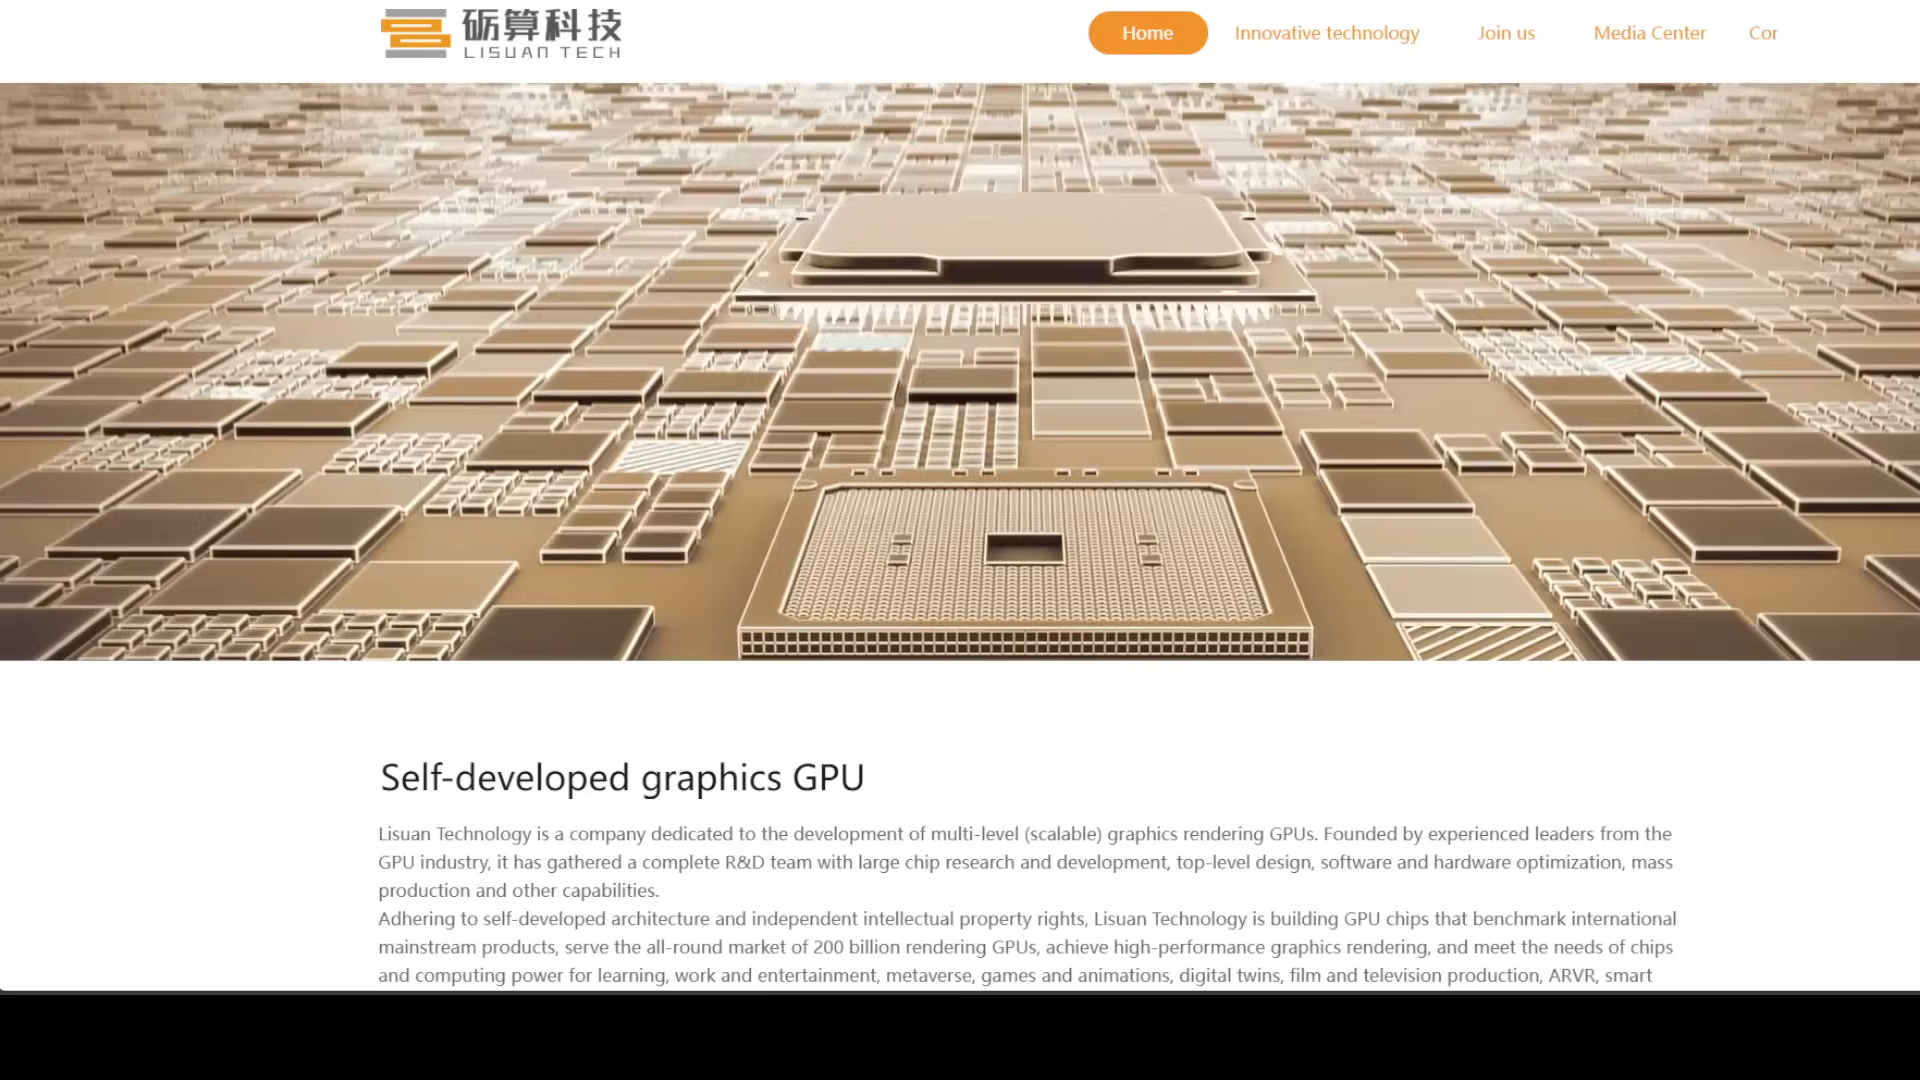 砺算科技
LISUAN TECH
Home
Innovative technology
Join us
Media Center
Cor
Self-developed graphics GPU
Lisuan Technology is a company dedicated to the development of multi-level (scalable) graphics rendering GPUs. Founded by experienced leaders from the
GPU industry, it has gathered a complete R&D team with large chip research and development, top-level design, software and hardware optimization, mass
production and other capabilities.
Adhering to self-developed architecture and independent intellectual property rights, Lisuan Technology is building GPU chips that benchmark international
mainstream products, serve the all-round market of 200 billion rendering GPUs, achieve high-performance graphics rendering, and meet the needs of chips
and computing power for learning, work and entertainment, metaverse, games and animations, digital twins, film and television production, ARVR, smart